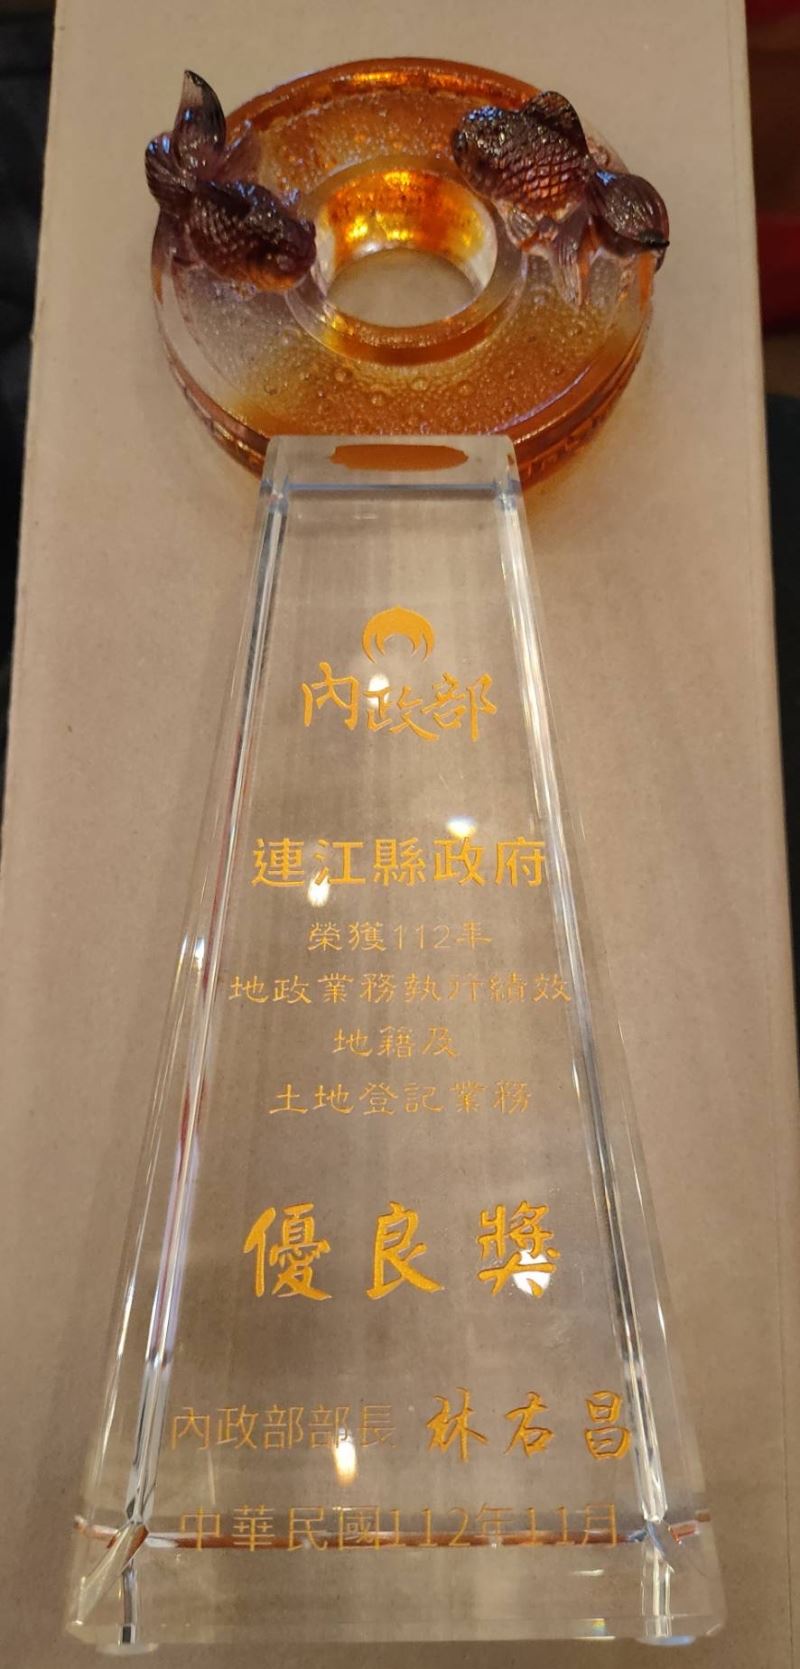 內政部
連江縣政府
榮獲112年
地政業務執行績效
地籍及
土地登記業務
優良獎
內政部部長 林右昌
中華民國112年11月